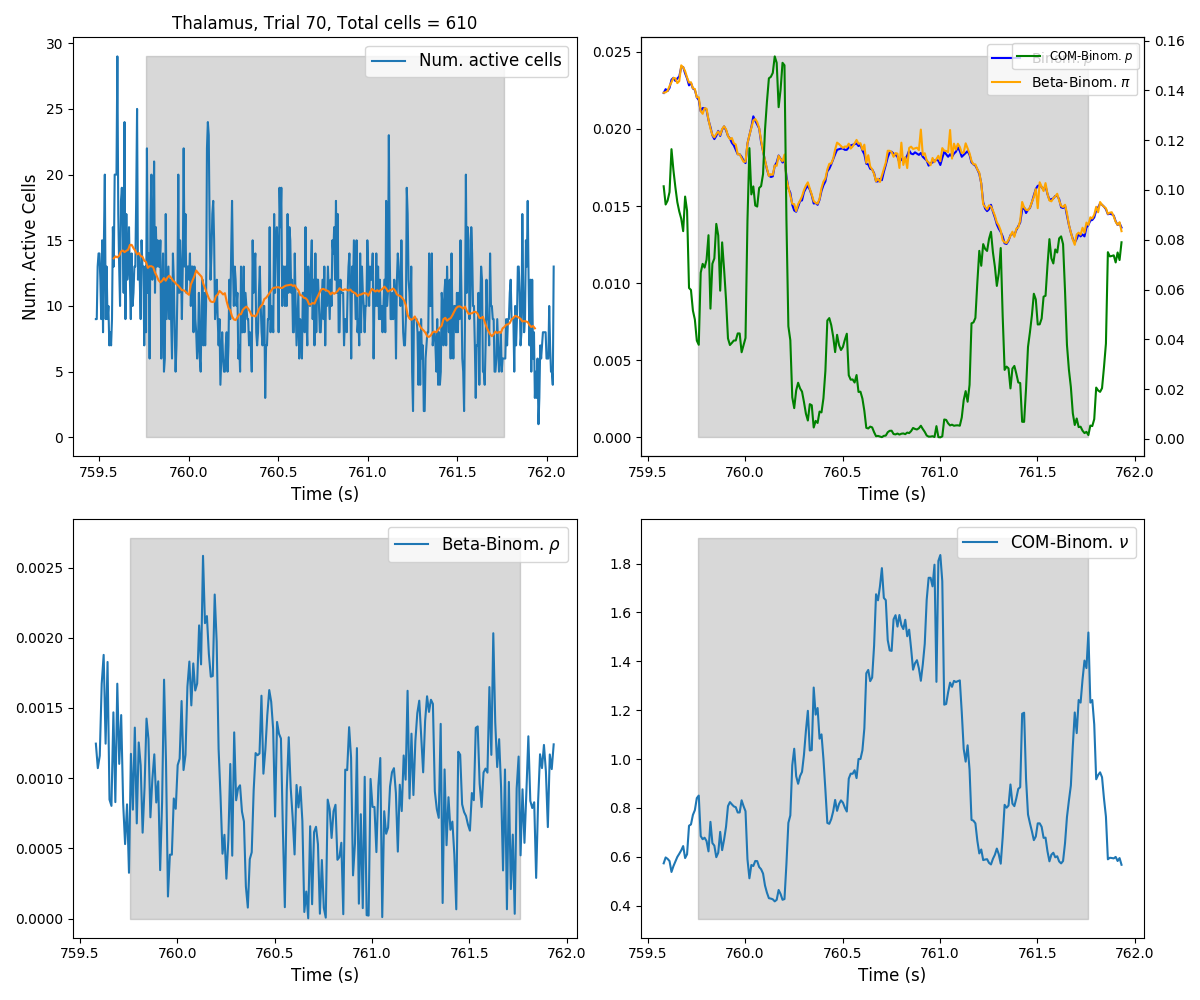 Thalamus, Trial 70, Total cells = 610
30
25
20
15
10
5
0
Num. Active Cells
Num. active cells
759.5 760.0 760.5 761.0 761.5 762.0
Time (s)
0.025
0.020
0.015
0.010
0.005
0.000
COM-Binom. p
Beta-Binom. π
0.16
0.14
0.12
0.10
0.08
0.06
0.04
0.02
0.00
759.5 760.0 760.5 761.0 761.5 762.0
Time (s)
0.0025
0.0020
0.0015
0.0010
0.0005
0.0000
Beta-Binom. ρ
759.5 760.0 760.5 761.0 761.5 762.0
Time (s)
1.8
1.6
1.4
1.2
1.0
0.8
0.6
0.4
COM-Binom. ν
759.5 760.0 760.5 761.0 761.5 762.0
Time (s)